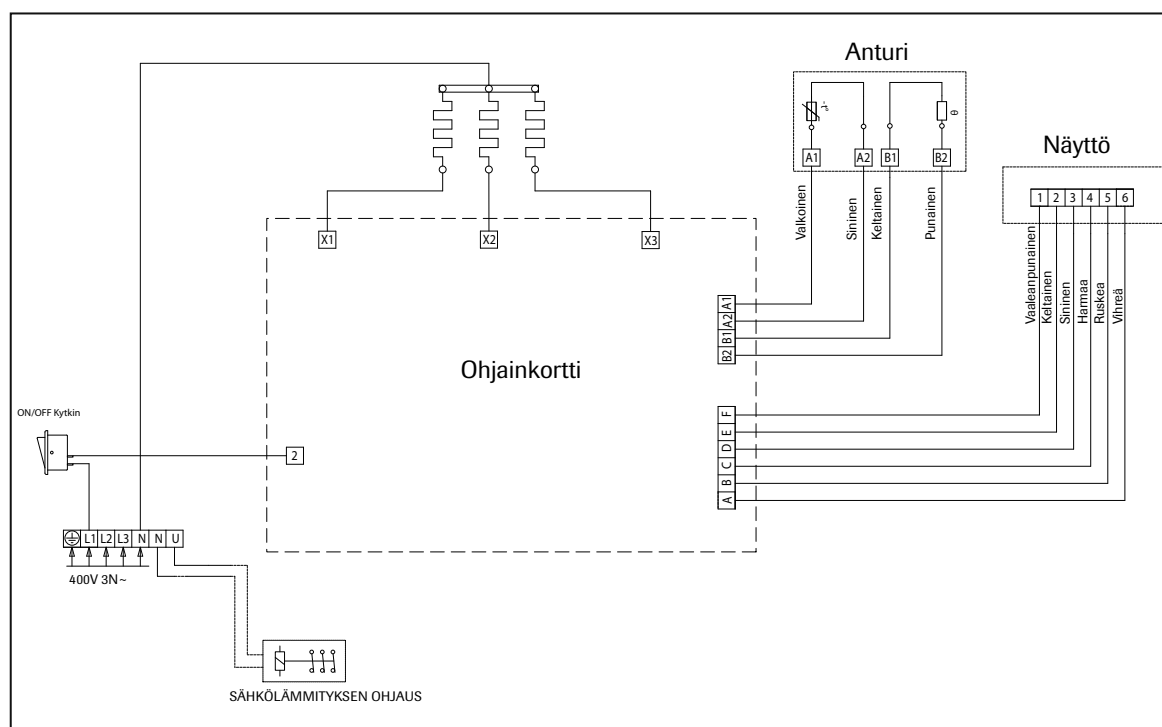 Anturi
-t°
θ
A1 A2 B1 B2
Näyttö
1 2 3 4 5 6
Valkoinen
Sininen
Keltainen
Punainen
Vaaleanpunainen
Keltainen
Sininen
Harmaa
Ruskea
Vihreä
X1 X2 X3
A1
A2
B1
B2
Ohjainkortti
F
E
D
C
B
A
ON/OFF Kytkin
2
L1 L2 L3 N N U
400V 3N~
SÄHKÖLÄMMITYKSEN OHJAUS